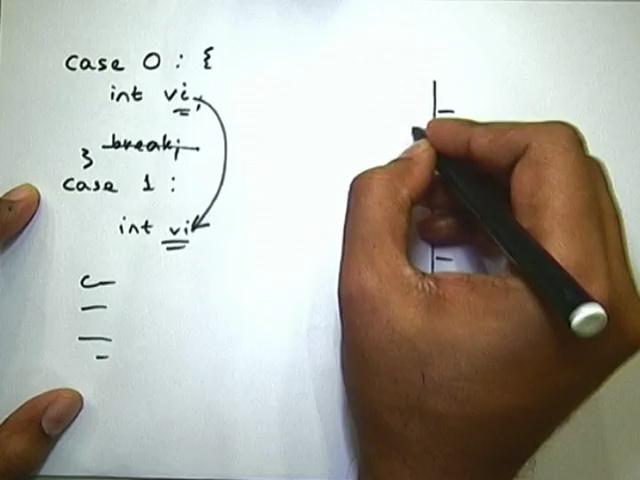 case 0 : {
int vi;
break;
}
case 1 :
int vi